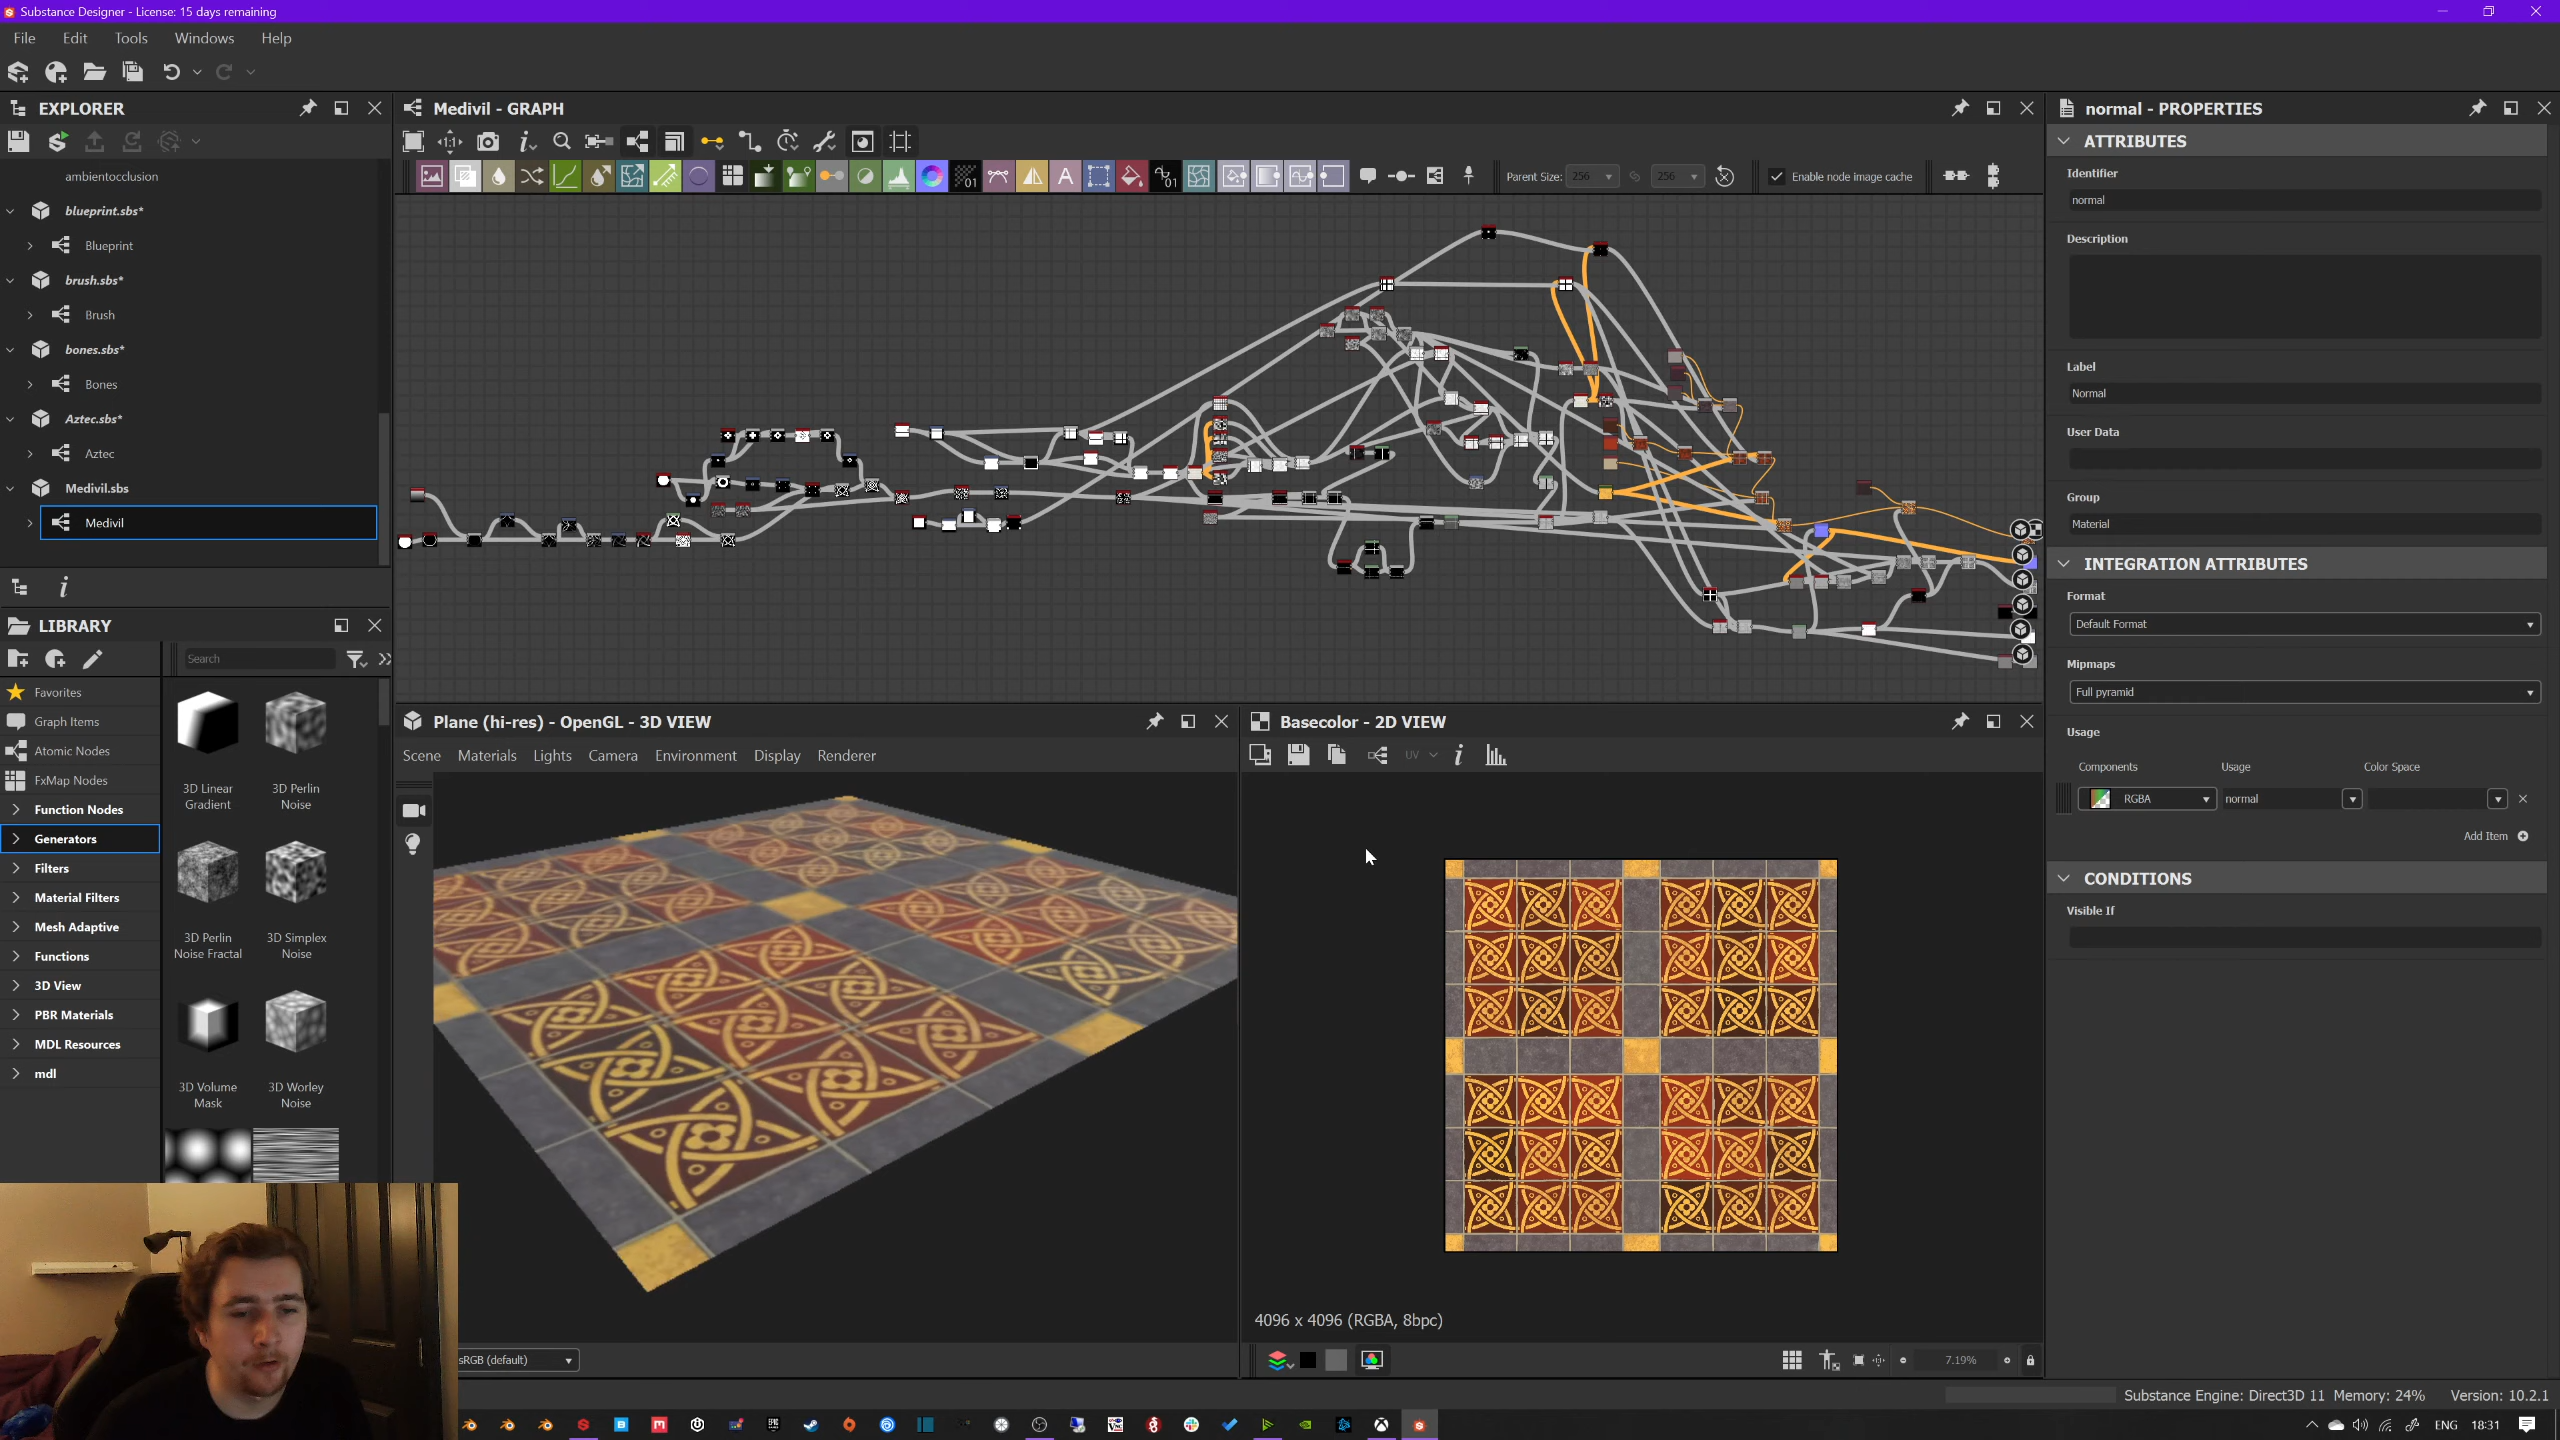 Substance Designer - License: 15 days remaining
File Edit Tools Windows Help
EXPLORER
ambientocclusion
blueprint.sbs*
Blueprint
brush.sbs*
Brush
bones.sbs*
Bones
Aztec.sbs*
Aztec
Medivil.sbs
Medivil
LIBRARY
Search
Favorites
Graph Items
Atomic Nodes
FxMap Nodes
Function Nodes
Generators
Filters
Material Filters
Mesh Adaptive
Functions
3D View
PBR Materials
MDL Resources
mdl
3D Linear
Gradient
3D Perlin
Noise
3D Perlin
Noise Fractal
3D Simplex
Noise
3D Volume
Mask
3D Worley
Noise
Medivil - GRAPH
Parent Size: 256 256 Enable node image cache
Plane (hi-res) - OpenGL - 3D VIEW
Scene Materials Lights Camera Environment Display Renderer
sRGB (default)
Basecolor - 2D VIEW
UV
4096 x 4096 (RGBA, 8bpc)
7.19%
normal - PROPERTIES
ATTRIBUTES
Identifier
normal
Description
Label
Normal
User Data
Group
Material
INTEGRATION ATTRIBUTES
Format
Default Format
Mipmaps
Full pyramid
Usage
Components Usage Color Space
RGBA normal
Add Item
CONDITIONS
Visible If
Substance Engine: Direct3D 11 Memory: 24% Version: 10.2.1
ENG 18:31